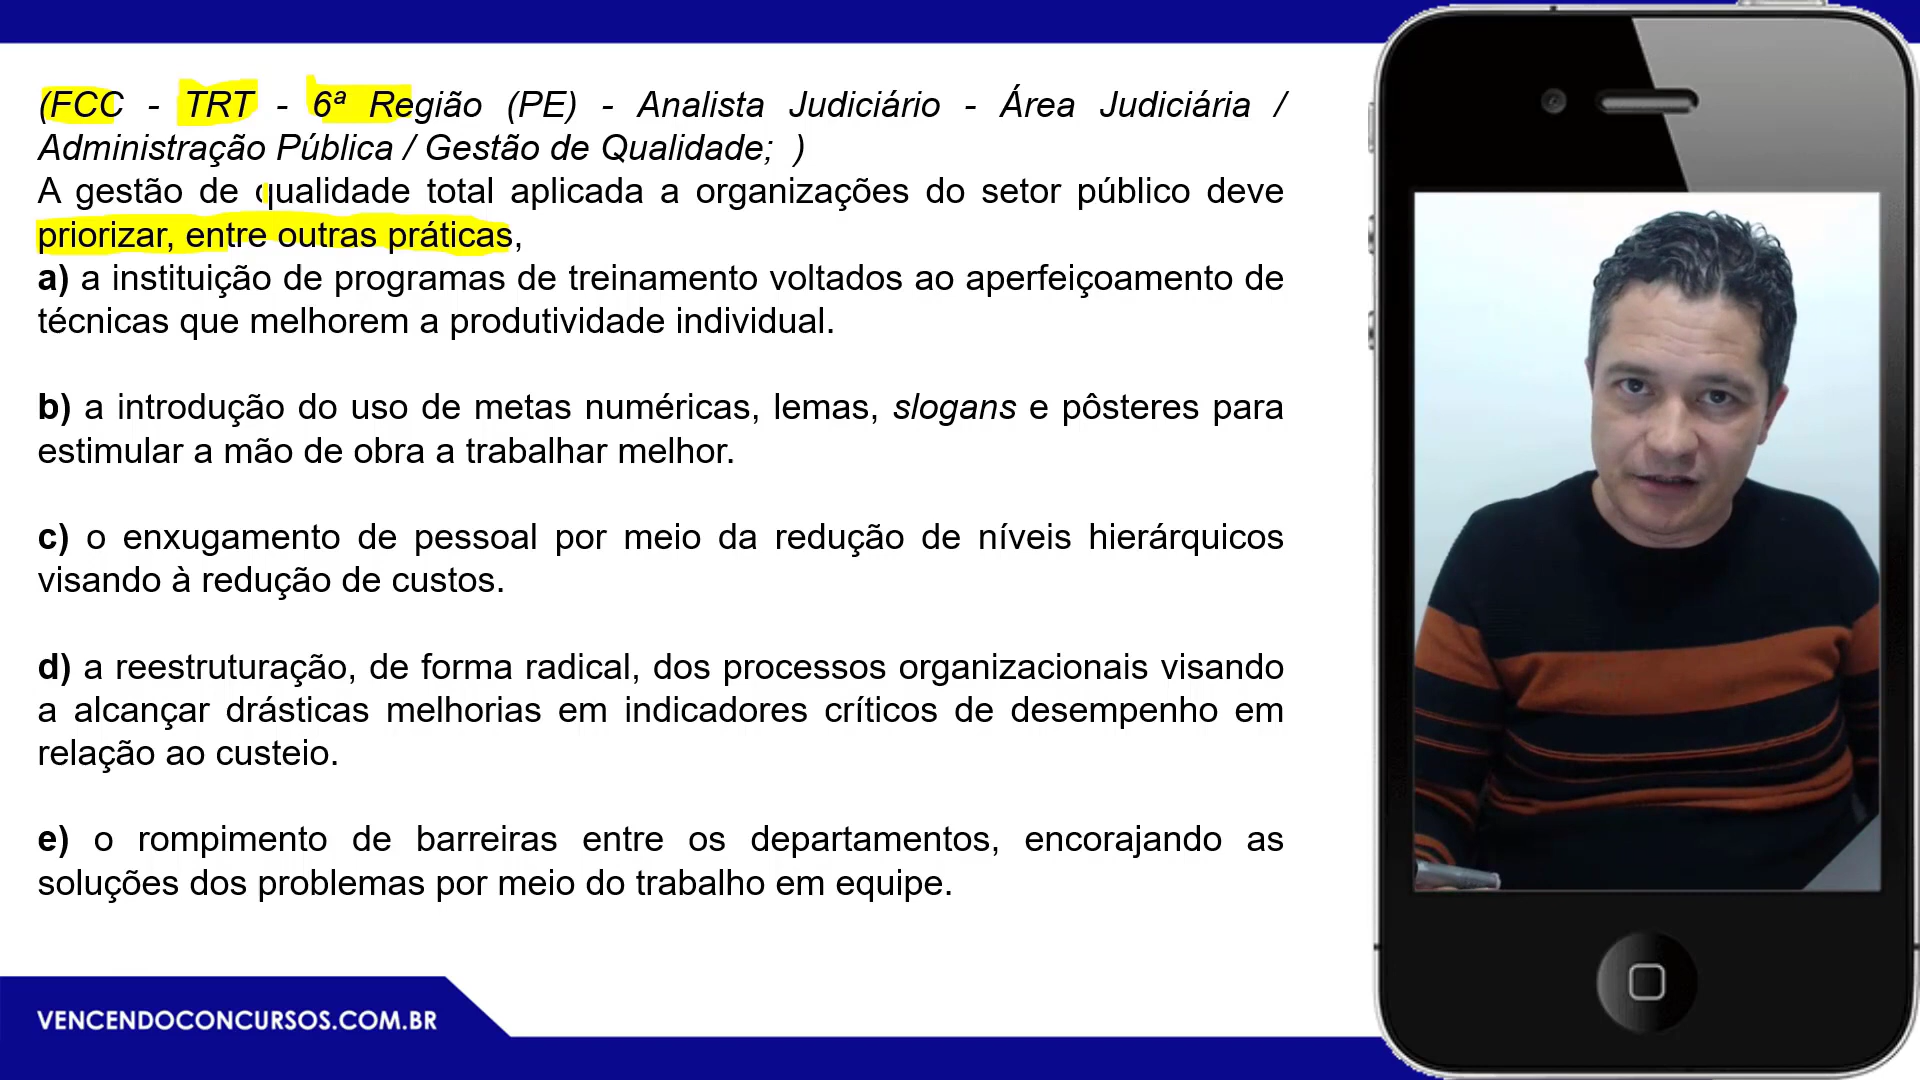 (FCC - TRT - 6ª Região (PE) - Analista Judiciário - Área Judiciária /
Administração Pública / Gestão de Qualidade;  )
A gestão de qualidade total aplicada a organizações do setor público deve
priorizar, entre outras práticas,
a) a instituição de programas de treinamento voltados ao aperfeiçoamento de
técnicas que melhorem a produtividade individual.
b) a introdução do uso de metas numéricas, lemas, slogans e pôsteres para
estimular a mão de obra a trabalhar melhor.
c) o enxugamento de pessoal por meio da redução de níveis hierárquicos
visando à redução de custos.
d) a reestruturação, de forma radical, dos processos organizacionais visando
a alcançar drásticas melhorias em indicadores críticos de desempenho em
relação ao custeio.
e) o rompimento de barreiras entre os departamentos, encorajando as
soluções dos problemas por meio do trabalho em equipe.
VENCENDOCONCURSOS.COM.BR